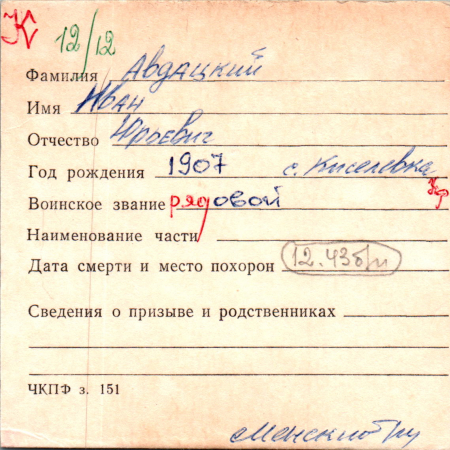 К 12/12
Фамилия Авдацкий
Имя Иван
Отчество Юрьевич
Год рождения 1907 с. Киселевка
Воинское звание рядовой
Наименование части
Дата смерти и место похорон 12.43 б/и
Сведения о призыве и родственниках
ЧКПФ з. 151
Менский